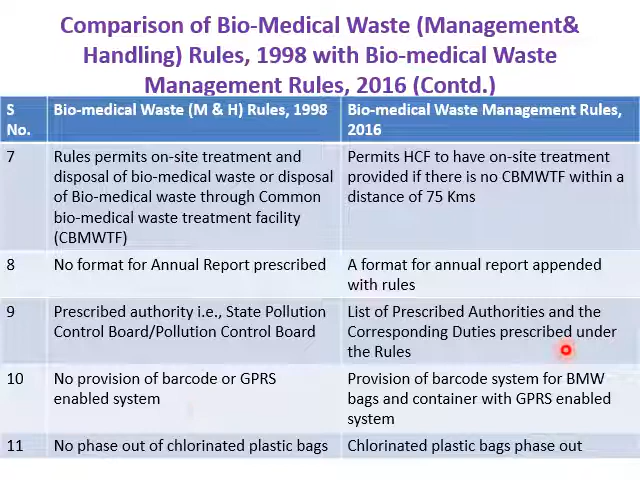 Comparison of Bio-Medical Waste (Management&
Handling) Rules, 1998 with Bio-medical Waste
Management Rules, 2016 (Contd.)
S No. Bio-medical Waste (M & H) Rules, 1998 Bio-medical Waste Management Rules, 2016
7 Rules permits on-site treatment and
disposal of bio-medical waste or disposal
of Bio-medical waste through Common
bio-medical waste treatment facility
(CBMWTF)
Permits HCF to have on-site treatment
provided if there is no CBMWTF within a
distance of 75 Kms
8 No format for Annual Report prescribed
A format for annual report appended
with rules
9 Prescribed authority i.e., State Pollution
Control Board/Pollution Control Board
List of Prescribed Authorities and the
Corresponding Duties prescribed under
the Rules
10 No provision of barcode or GPRS
enabled system
Provision of barcode system for BMW
bags and container with GPRS enabled
system
11 No phase out of chlorinated plastic bags
Chlorinated plastic bags phase out